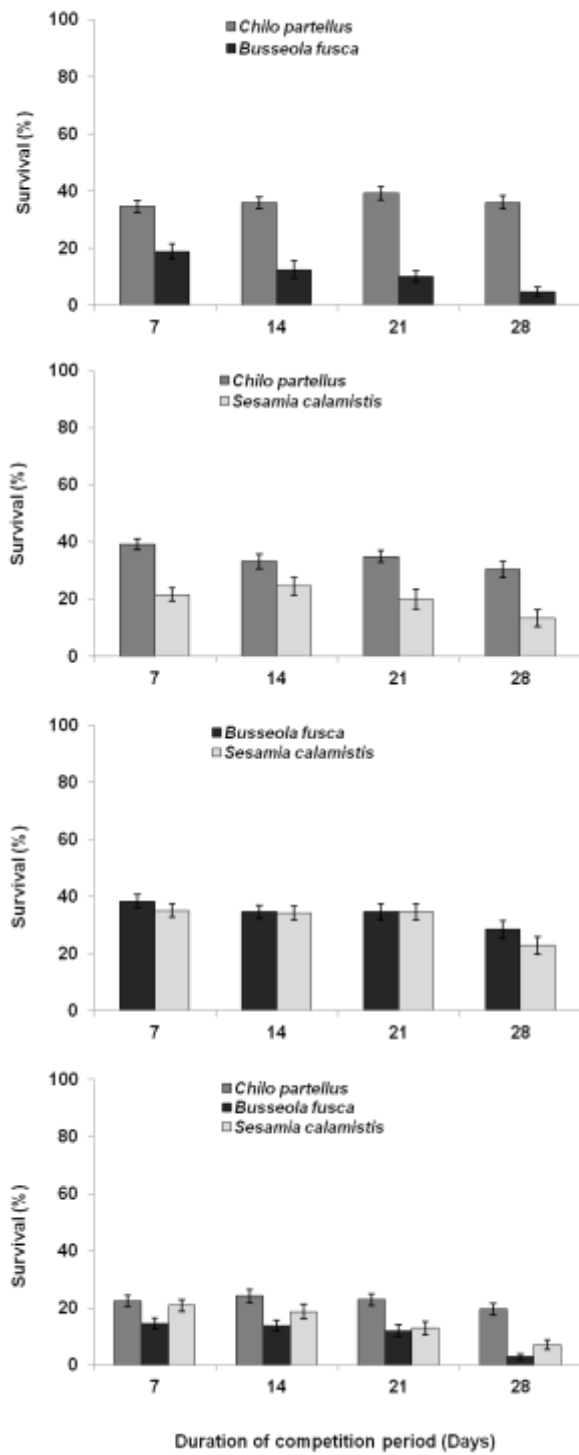 100
80
60
40
20
0
Survival (%)
Chilo partellus
Busseola fusca
7 14 21 28
100
80
60
40
20
0
Survival (%)
Chilo partellus
Sesamia calamistis
7 14 21 28
100
80
60
40
20
0
Survival (%)
Busseola fusca
Sesamia calamistis
7 14 21 28
100
80
60
40
20
0
Survival (%)
Chilo partellus
Busseola fusca
Sesamia calamistis
7 14 21 28
Duration of competition period (Days)